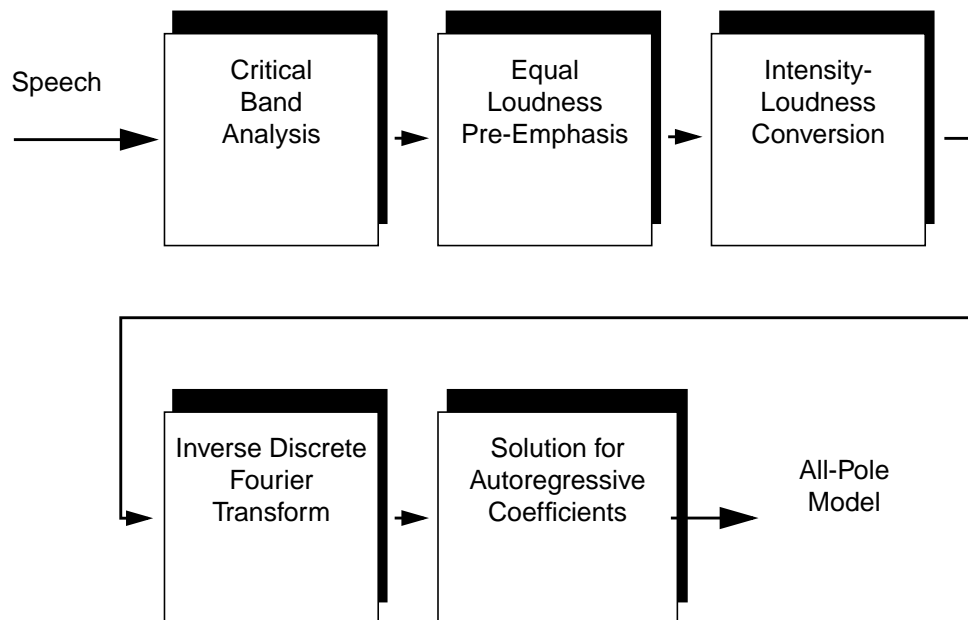 Speech
Critical
Band
Analysis
Equal
Loudness
Pre-Emphasis
Intensity-
Loudness
Conversion
Inverse Discrete
Fourier
Transform
Solution for
Autoregressive
Coefficients
All-Pole
Model